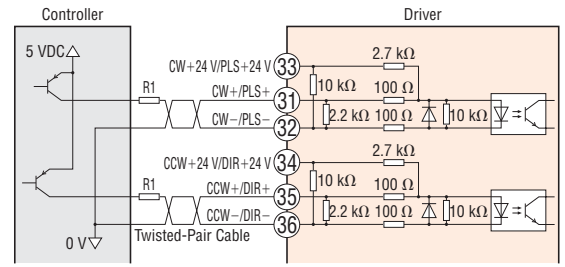 Controller
Driver
5 VDC
2.7 kΩ
CW+24 V/PLS+24 V 33
10 kΩ
100 Ω
R1
CW+/PLS+ 31
2.2 kΩ
100 Ω
10 kΩ
CW−/PLS− 32
2.7 kΩ
CCW+24 V/DIR+24 V 34
10 kΩ
100 Ω
R1
CCW+/DIR+ 35
2.2 kΩ
100 Ω
10 kΩ
CCW−/DIR− 36
Twisted-Pair Cable
0 V